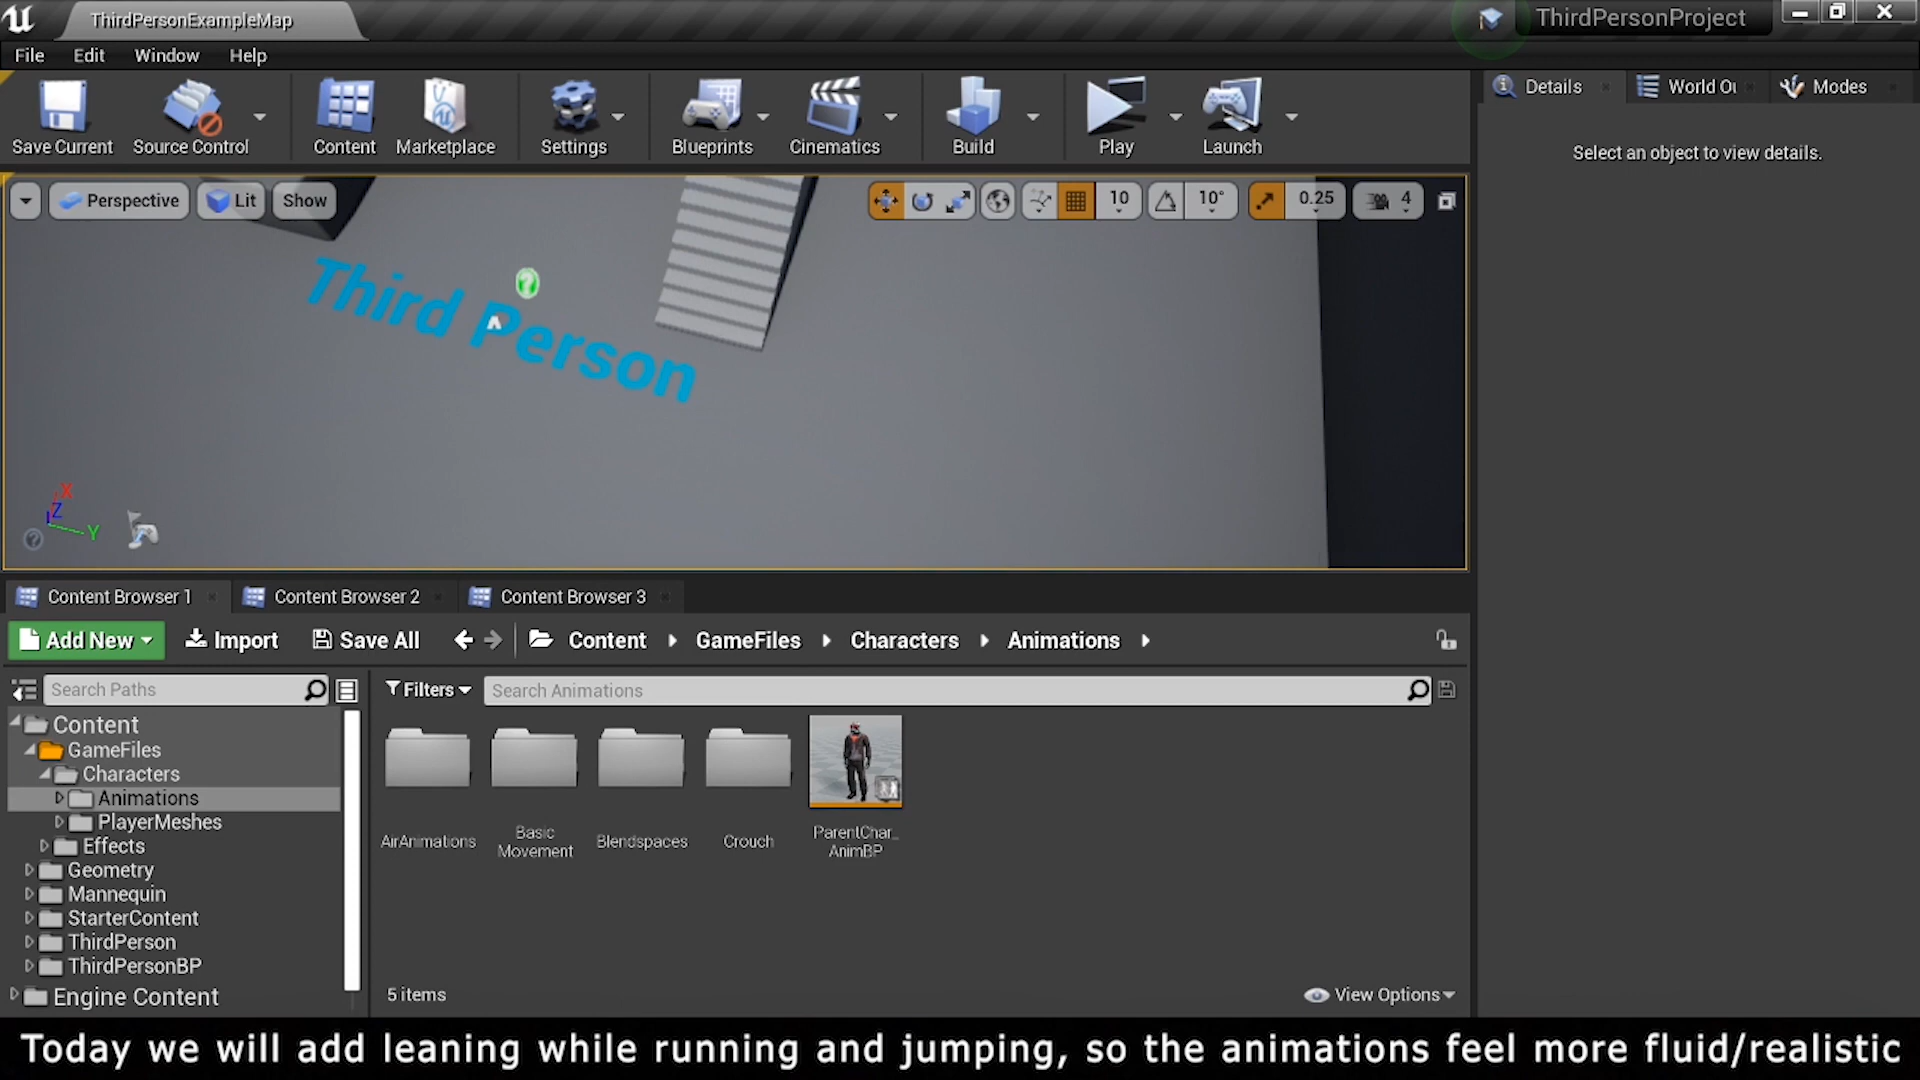 ThirdPersonExampleMap
ThirdPersonProject
File Edit Window Help
Save Current Source Control Content Marketplace Settings Blueprints Cinematics Build Play Launch
Details World Ou Modes
Select an object to view details.
Perspective Lit Show 10 10° 0.25 4
Third Person
X
Z
Y
Content Browser 1 Content Browser 2 Content Browser 3
Add New Import Save All Content GameFiles Characters Animations
Search Paths Filters Search Animations
Content
GameFiles
Characters
Animations
PlayerMeshes
Effects
Geometry
Mannequin
StarterContent
ThirdPerson
ThirdPersonBP
Engine Content
AirAnimations
Basic
Movement
Blendspaces
Crouch
ParentChar_
AnimBP
5 items
View Options
Today we will add leaning while running and jumping, so the animations feel more fluid/realistic